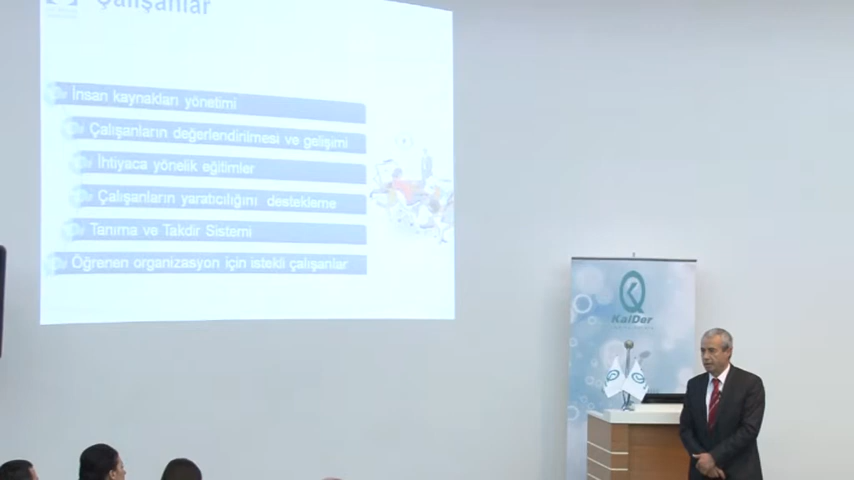 Çalışanlar
İnsan kaynakları yönetimi
Çalışanların değerlendirilmesi ve gelişimi
İhtiyaca yönelik eğitimler
Çalışanların yaratıcılığını destekleme
Tanıma ve Takdir Sistemi
Öğrenen organizasyon için istekli çalışanlar
KalDer